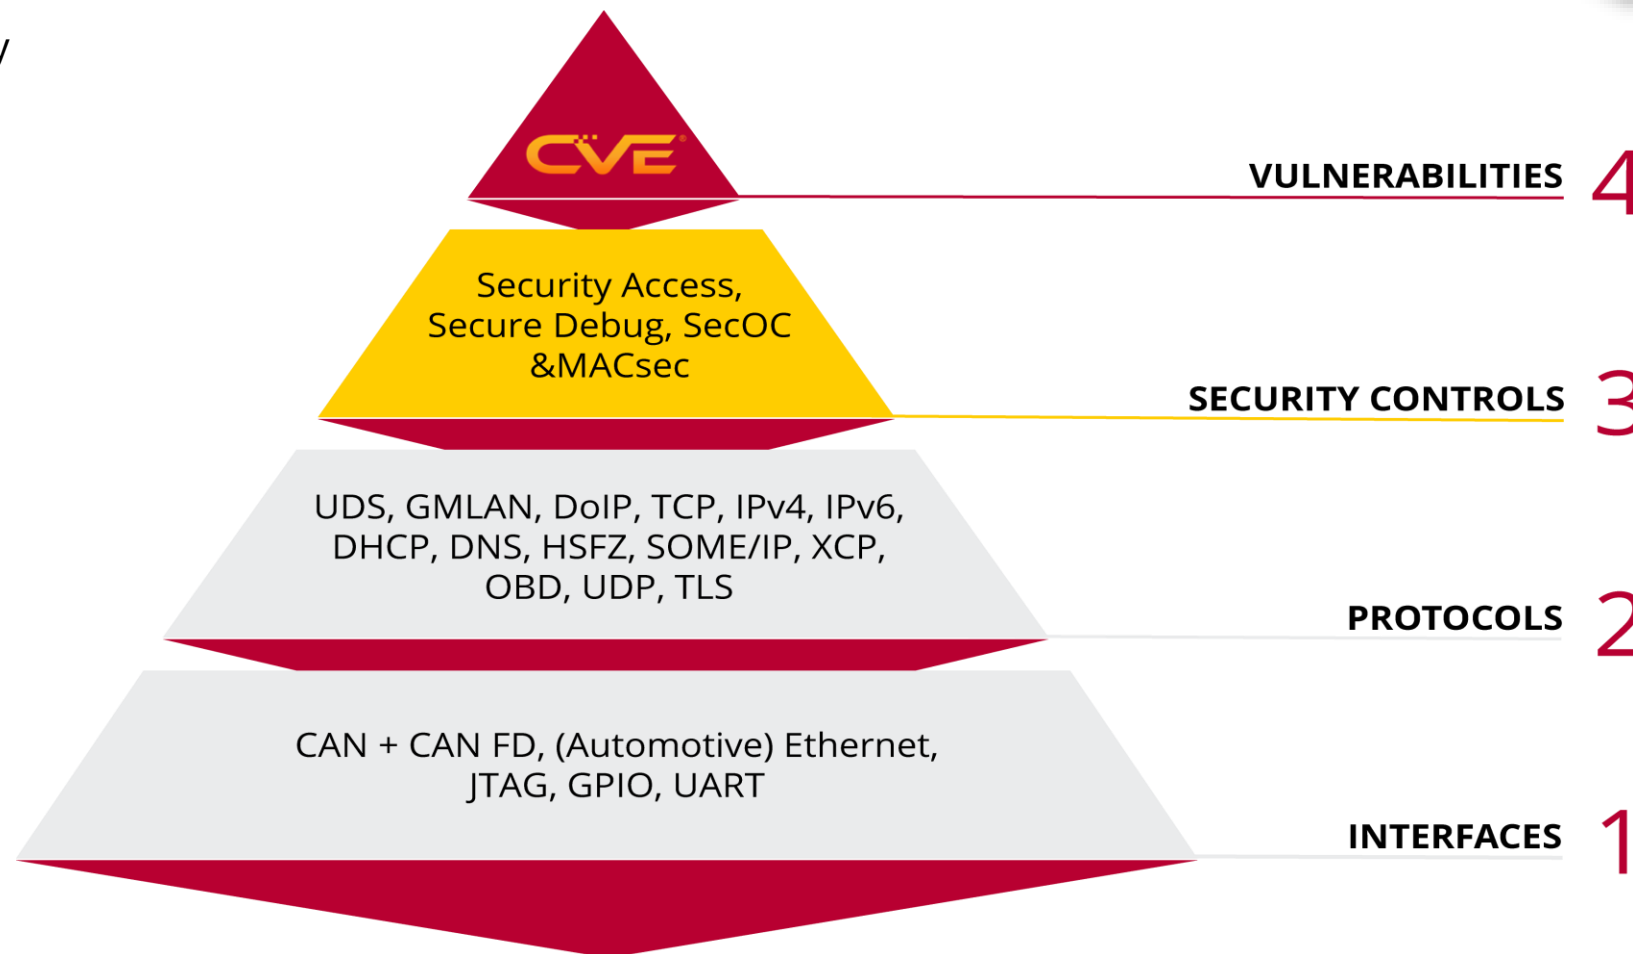 CVE®
VULNERABILITIES 4
Security Access,
Secure Debug, SecOC
&MACsec
SECURITY CONTROLS 3
UDS, GMLAN, DoIP, TCP, IPv4, IPv6,
DHCP, DNS, HSFZ, SOME/IP, XCP,
OBD, UDP, TLS
PROTOCOLS 2
CAN + CAN FD, (Automotive) Ethernet,
JTAG, GPIO, UART
INTERFACES 1